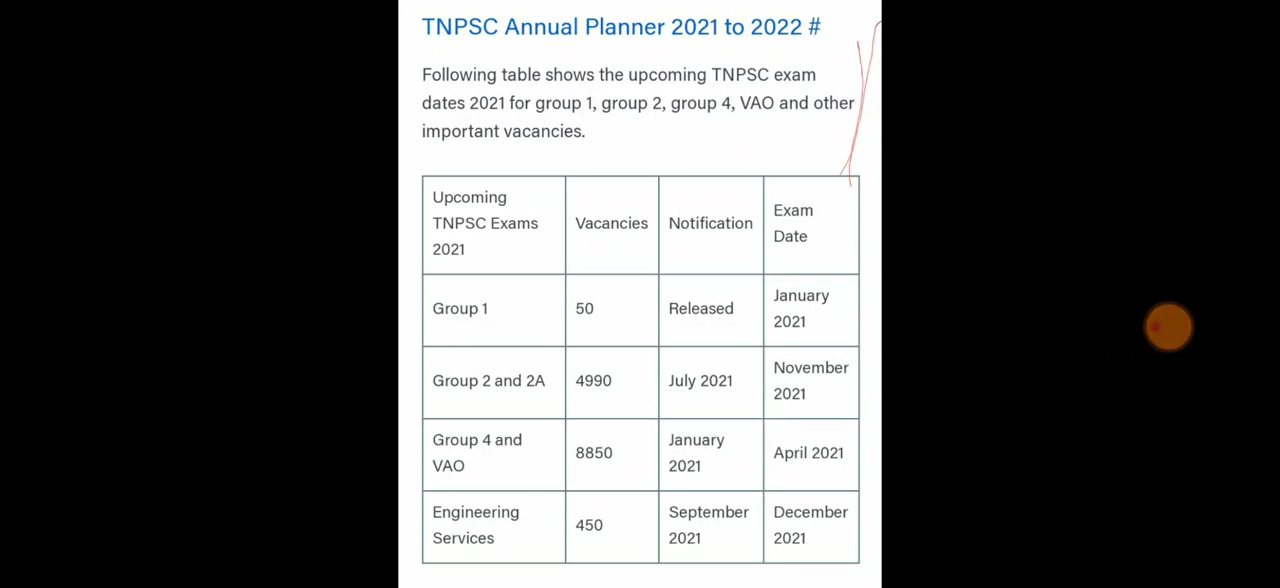 TNPSC Annual Planner 2021 to 2022 #
Following table shows the upcoming TNPSC exam
dates 2021 for group 1, group 2, group 4, VAO and other
important vacancies.
Upcoming TNPSC Exams 2021 Vacancies Notification Exam Date
Group 1 50 Released January 2021
Group 2 and 2A 4990 July 2021 November 2021
Group 4 and VAO 8850 January 2021 April 2021
Engineering Services 450 September 2021 December 2021